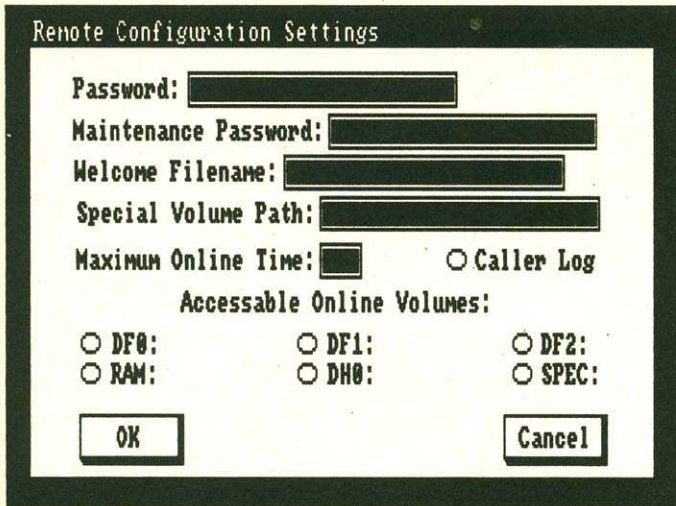 Remote Configuration Settings
Password:
Maintenance Password:
Welcome Filename:
Special Volume Path:
Maximum Online Time: Caller Log
Accessable Online Volumes:
DF0: DF1: DF2:
RAM: DH0: SPEC:
OK Cancel